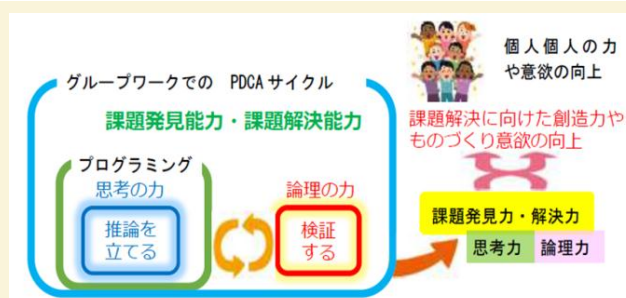 グループワークでの PDCAサイクル
課題発見能力・課題解決能力
プログラミング
思考の力
推論を
立てる
論理の力
検証
する
個人個人の力
や意欲の向上
課題解決に向けた創造力や
ものづくり意欲の向上
課題発見力・解決力
思考力 論理力